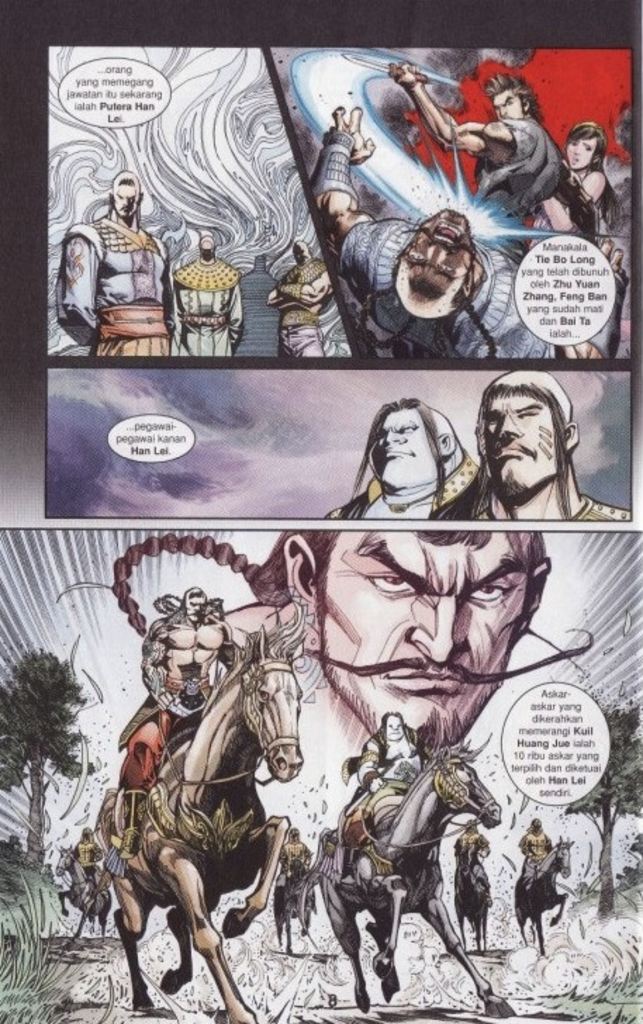 ...orang
yang memegang
jawatan itu sekarang
ialah Putera Han
Lei.
Manakala
Tie Bo Long
yang telah dibunuh
oleh Zhu Yuan
Zhang, Feng Ban
yang sudah mati
dan Bai Ta
ialah...
...pegawai-
pegawai kanan
Han Lei.
Askar-
askar yang
dikerahkan
memerangi Kuil
Huang Jue ialah
10 ribu askar yang
terpilih dan diketuai
oleh Han Lei
sendiri.
8